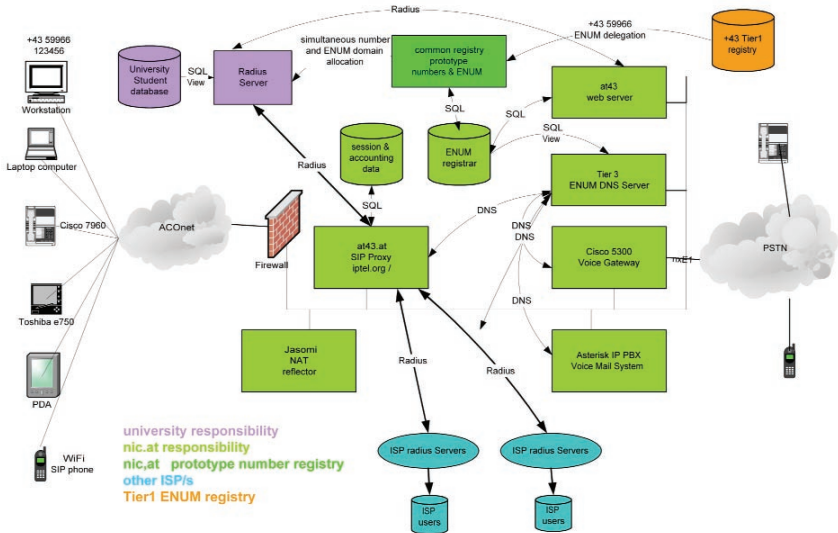 Radius
+43 59966
123456
Workstation
Laptop computer
Cisco 7960
Toshiba e750
PDA
WiFi
SIP phone
ACOnet
Firewall
University
Student
database
SQL
View
Radius
Server
simultaneous number
and ENUM domain
allocation
common registry
prototype
numbers & ENUM
+43 59966
ENUM delegation
+43 Tier1
registry
at43
web server
SQL
SQL
SQL
View
session &
accounting
data
ENUM
registrar
Tier 3
ENUM DNS Server
Radius
SQL
DNS
DNS
DNS
at43.at
SIP Proxy
iptel.org /
Cisco 5300
Voice Gateway
nxE1
PSTN
DNS
Jasomi
NAT
reflector
Radius
Radius
Asterisk IP PBX
Voice Mail System
university responsibility
nic.at responsibility
nic,at prototype number registry
other ISP/s
Tier1 ENUM registry
ISP radius Servers
ISP radius Servers
ISP
users
ISP
users